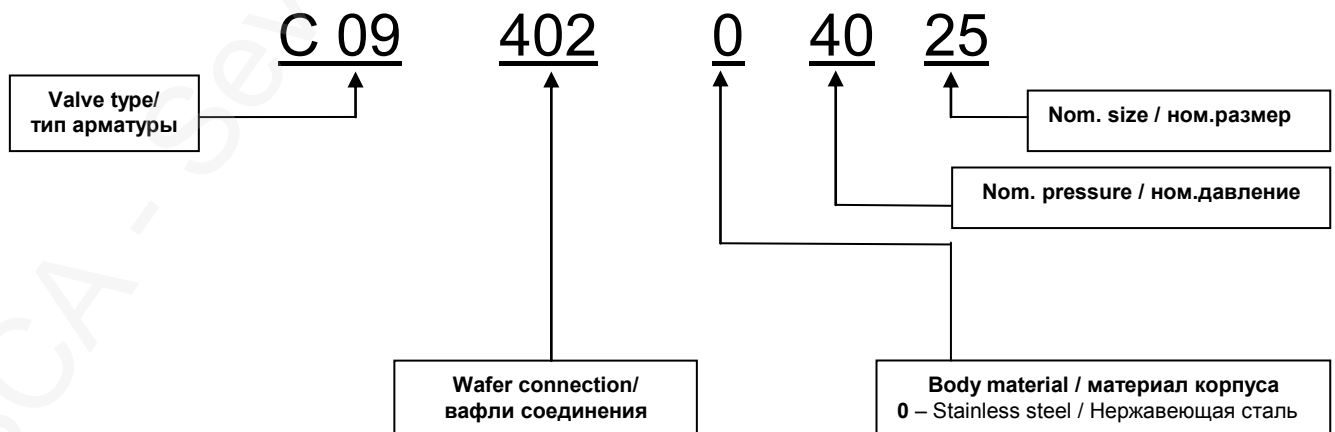 C 09 402 0 40 25
Valve type/
тип арматуры
Nom. size / ном.размер
Nom. pressure / ном.давление
Wafer connection/
вафли соединения
Body material / материал корпуса
0 – Stainless steel / Нержавеющая сталь